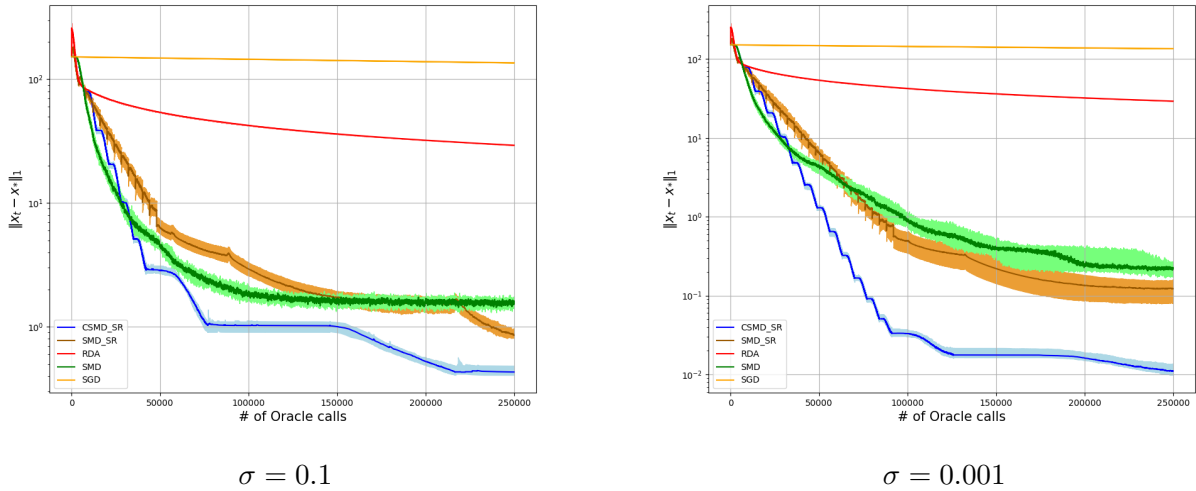 10²
10¹
10⁰
‖x_t − x_*‖₁
0
50000
100000
150000
200000
250000
# of Oracle calls
CSMD_SR
SMD_SR
RDA
SMD
SGD
σ = 0.1
10²
10¹
10⁰
10⁻¹
10⁻²
‖x_t − x_*‖₁
0
50000
100000
150000
200000
250000
# of Oracle calls
CSMD_SR
SMD_SR
RDA
SMD
SGD
σ = 0.001